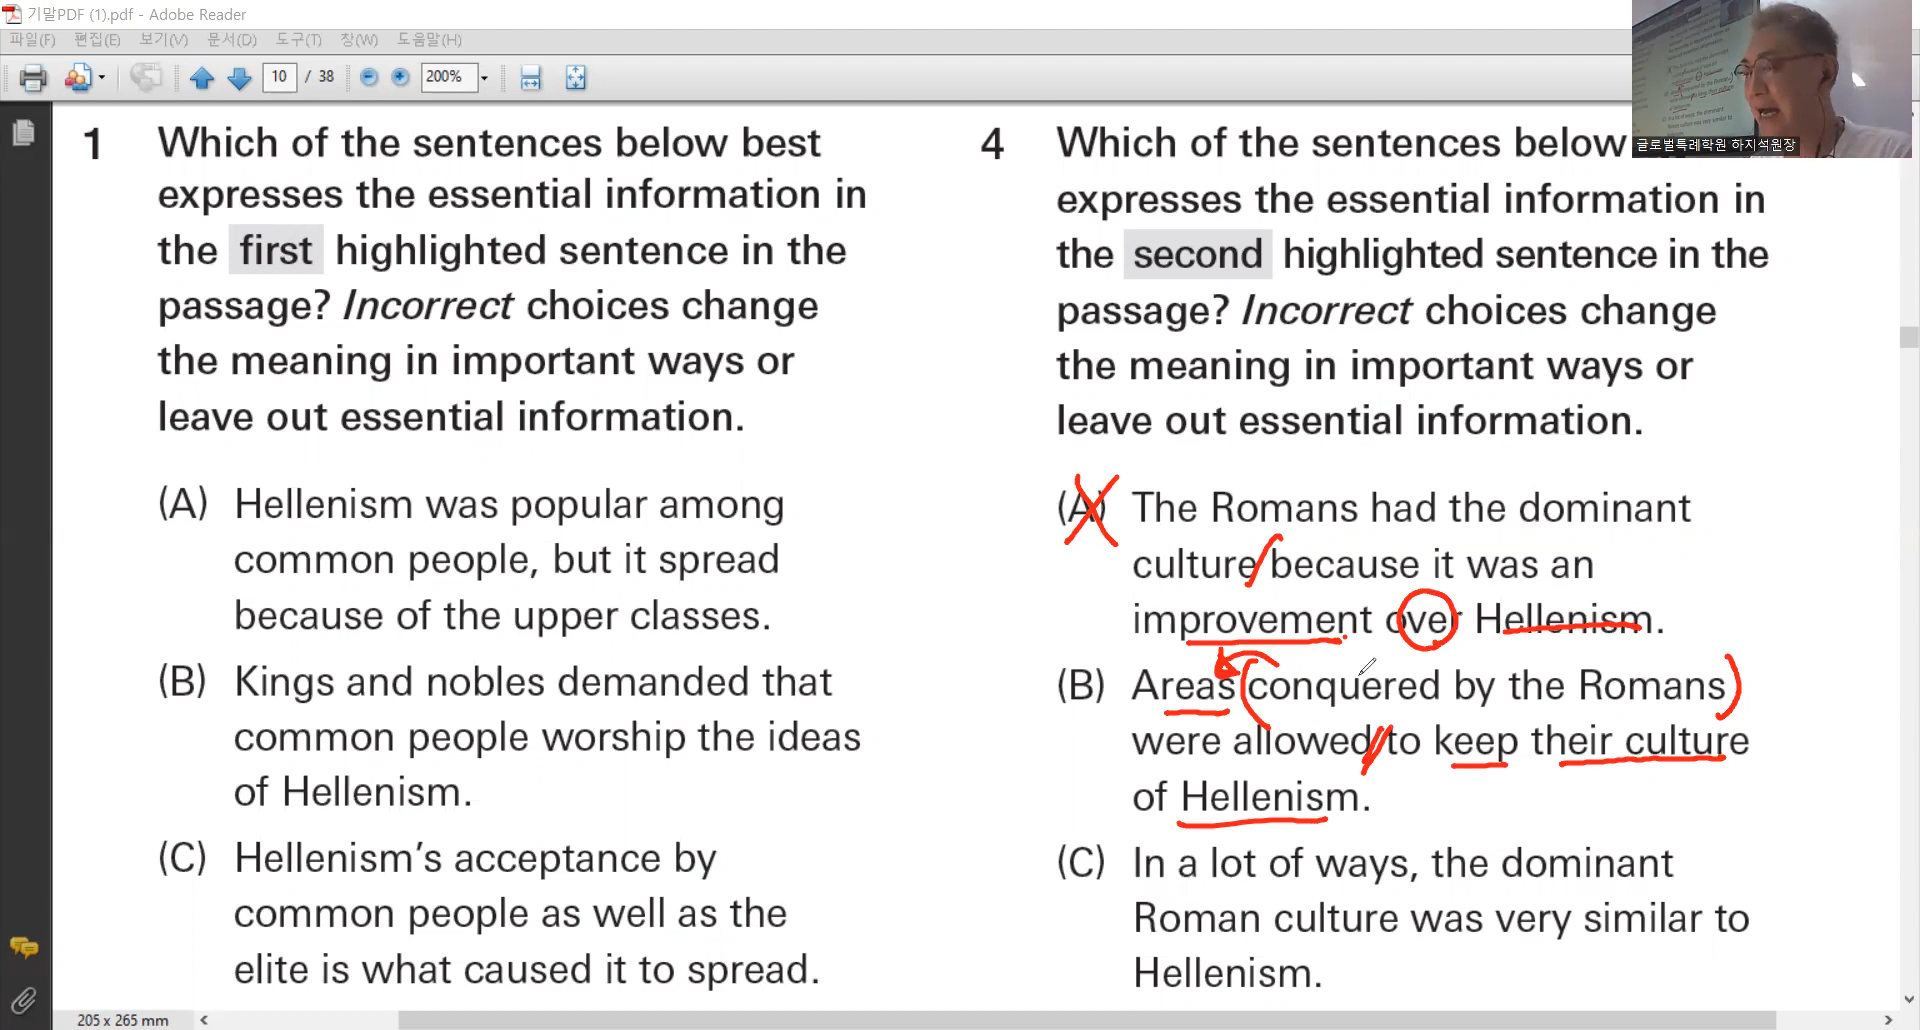 기말PDF (1).pdf - Adobe Reader
파일(F) 편집(E) 보기(V) 문서(D) 도구(T) 창(W) 도움말(H)
10 / 38 200%
글로벌특례학원 하지석원장
1 Which of the sentences below best
expresses the essential information in
the first highlighted sentence in the
passage? Incorrect choices change
the meaning in important ways or
leave out essential information.
(A) Hellenism was popular among
common people, but it spread
because of the upper classes.
(B) Kings and nobles demanded that
common people worship the ideas
of Hellenism.
(C) Hellenism's acceptance by
common people as well as the
elite is what caused it to spread.
4 Which of the sentences below
expresses the essential information in
the second highlighted sentence in the
passage? Incorrect choices change
the meaning in important ways or
leave out essential information.
(A) The Romans had the dominant
culture because it was an
improvement over Hellenism.
(B) Areas conquered by the Romans
were allowed to keep their culture
of Hellenism.
(C) In a lot of ways, the dominant
Roman culture was very similar to
Hellenism.
205 x 265 mm